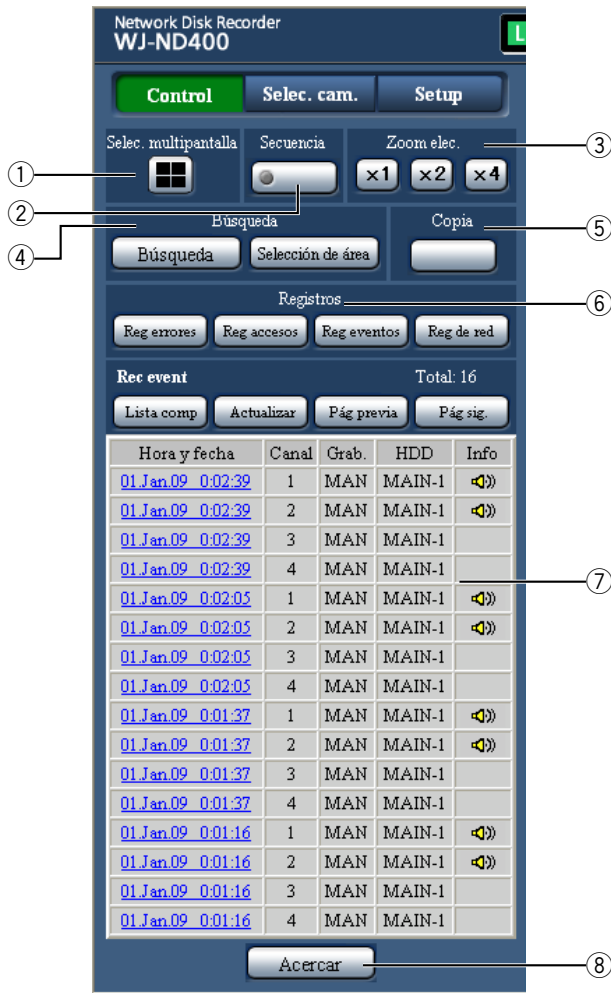 Network Disk Recorder
WJ-ND400
L
Control Selec. cam. Setup
Selec. multipantalla Secuencia Zoom elec.
3
x1 x2 x4
1
2
Búsqueda Copia
4
5
Búsqueda Selección de área
Registros
6
Reg errores Reg accesos Reg eventos Reg de red
Rec event Total: 16
Lista comp Actualizar Pág previa Pág sig.
Hora y fecha Canal Grab. HDD Info
01.Jan.09 0:02:39 1 MAN MAIN-1
01.Jan.09 0:02:39 2 MAN MAIN-1
01.Jan.09 0:02:39 3 MAN MAIN-1
01.Jan.09 0:02:39 4 MAN MAIN-1
7
01.Jan.09 0:02:05 1 MAN MAIN-1
01.Jan.09 0:02:05 2 MAN MAIN-1
01.Jan.09 0:02:05 3 MAN MAIN-1
01.Jan.09 0:02:05 4 MAN MAIN-1
01.Jan.09 0:01:37 1 MAN MAIN-1
01.Jan.09 0:01:37 2 MAN MAIN-1
01.Jan.09 0:01:37 3 MAN MAIN-1
01.Jan.09 0:01:37 4 MAN MAIN-1
01.Jan.09 0:01:16 1 MAN MAIN-1
01.Jan.09 0:01:16 2 MAN MAIN-1
01.Jan.09 0:01:16 3 MAN MAIN-1
01.Jan.09 0:01:16 4 MAN MAIN-1
Acercar
8